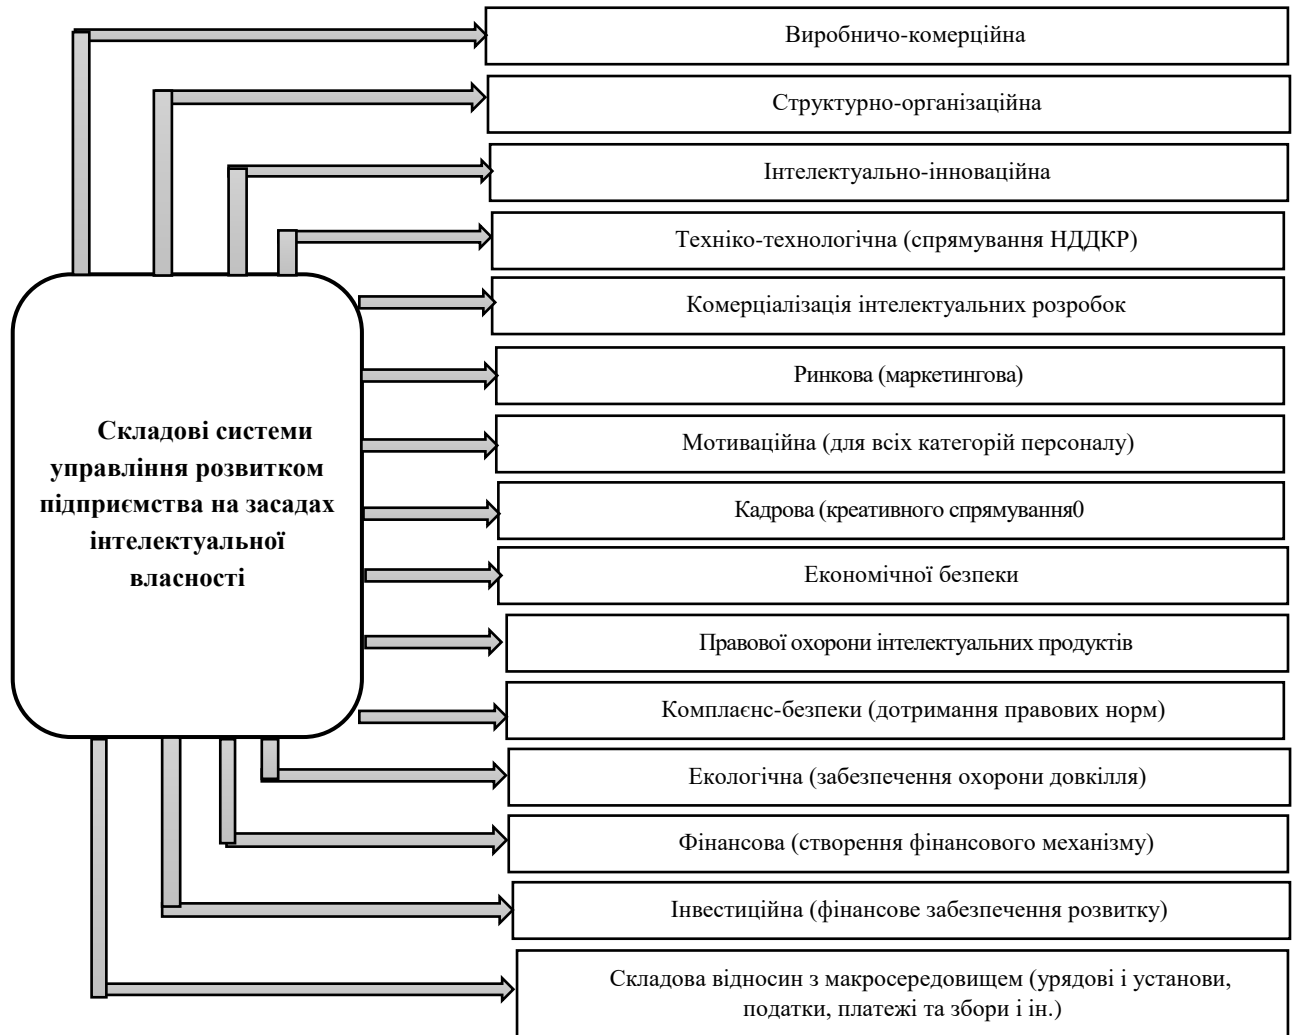 Виробничо-комерційна
Структурно-організаційна
Інтелектуально-інноваційна
Техніко-технологічна (спрямування НДДКР)
Комерціалізація інтелектуальних розробок
Ринкова (маркетингова)
Мотиваційна (для всіх категорій персоналу)
Кадрова (креативного спрямування0
Економічної безпеки
Правової охорони інтелектуальних продуктів
Комплаєнс-безпеки (дотримання правових норм)
Екологічна (забезпечення охорони довкілля)
Фінансова (створення фінансового механізму)
Інвестиційна (фінансове забезпечення розвитку)
Складова відносин з макросередовищем (урядові і установи,
податки, платежі та збори і ін.)
Складові системи
управління розвитком
підприємства на засадах
інтелектуальної
власності